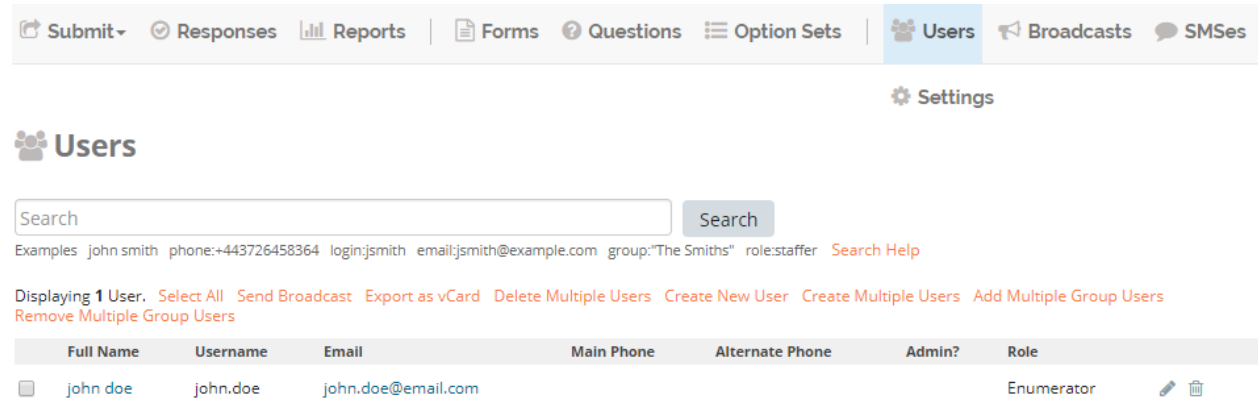 Submit Responses Reports Forms Questions Option Sets Users Broadcasts SMSes
Settings
Users
Search Search
Examples john smith phone:+443726458364 login:jsmith email:jsmith@example.com group:"The Smiths" role:staffer Search Help
Displaying 1 User. Select All Send Broadcast Export as vCard Delete Multiple Users Create New User Create Multiple Users Add Multiple Group Users
Remove Multiple Group Users
Full Name Username Email Main Phone Alternate Phone Admin? Role
john doe john.doe john.doe@email.com Enumerator